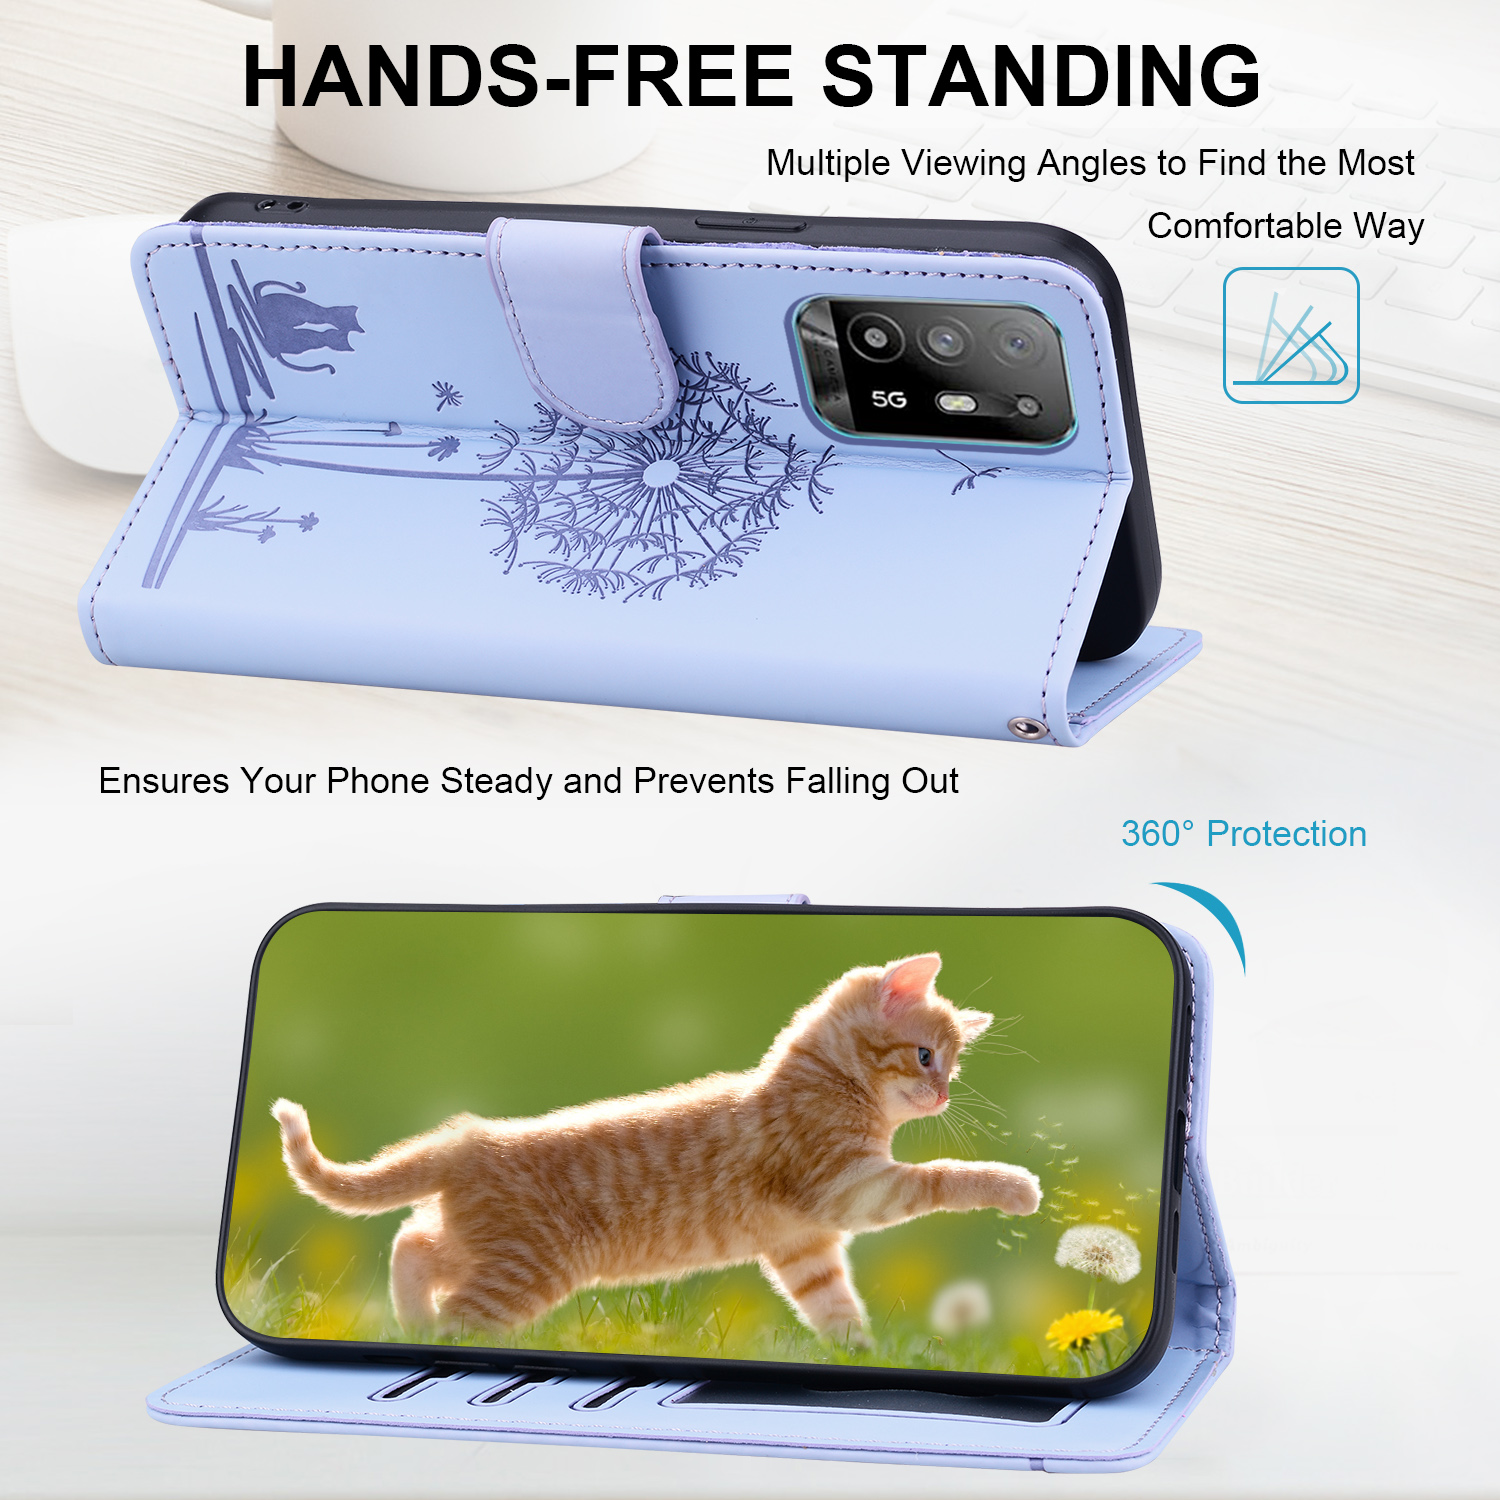 HANDS-FREE STANDING
Multiple Viewing Angles to Find the Most
Comfortable Way
5G
Ensures Your Phone Steady and Prevents Falling Out
360° Protection